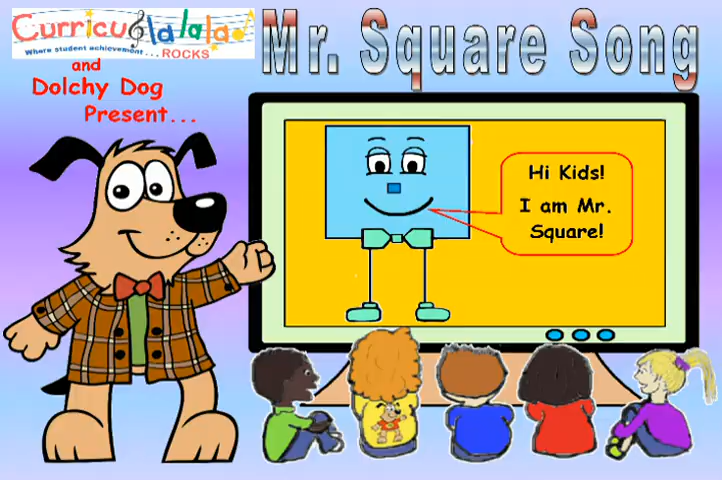 Curriculalala
Where student achievement...ROCKS
and
Dolchy Dog
Present...
Mr. Square Song
Hi Kids!
I am Mr.
Square!